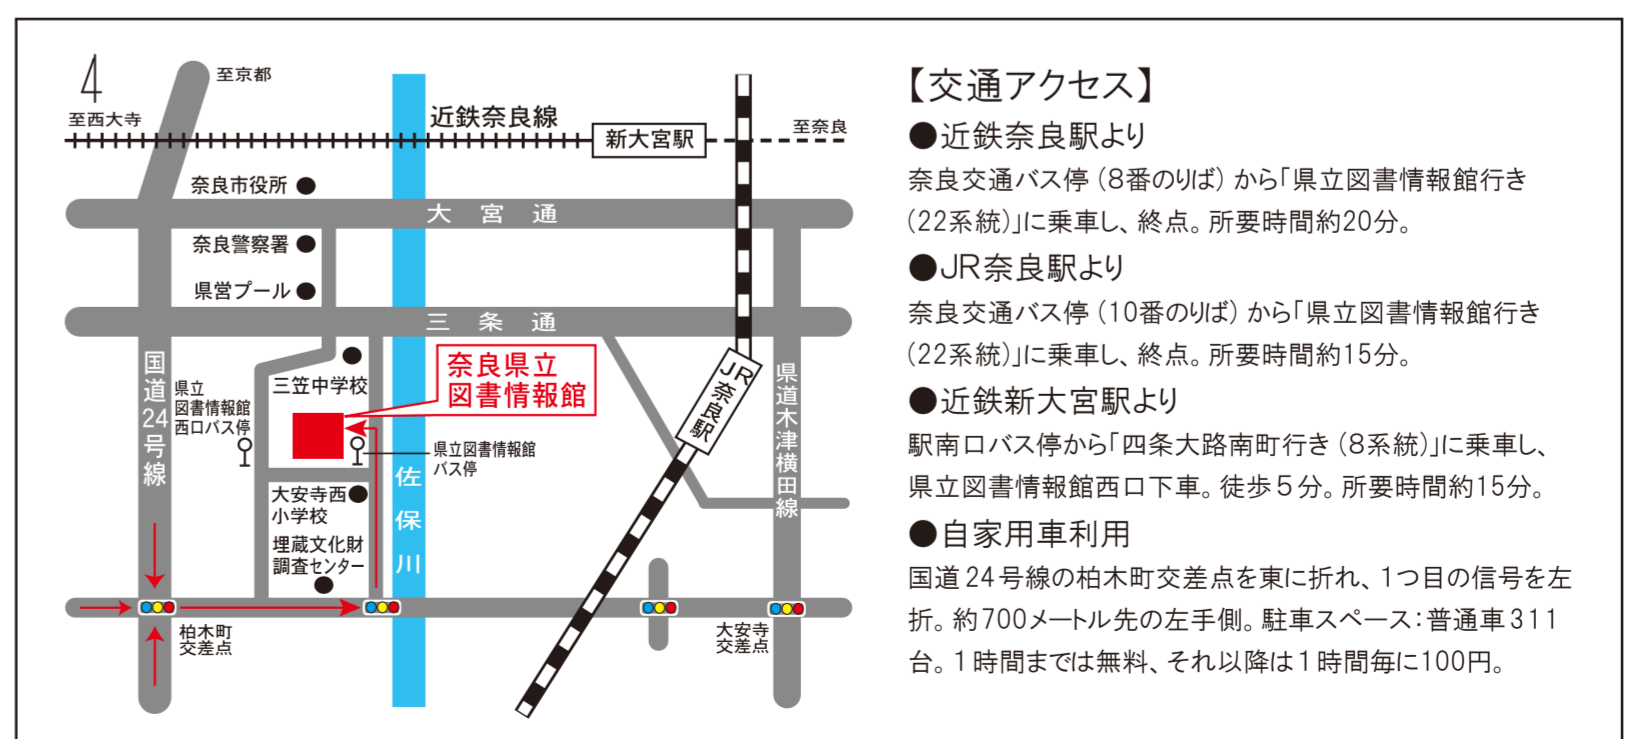 4
至京都
至西大寺
近鉄奈良線
新大宮駅
至奈良
奈良市役所
大宮通
奈良警察署
県営プール
三条通
国道24号線
県立
図書情報館
西口バス停
三笠中学校
奈良県立
図書情報館
県立図書情報館
バス停
JR奈良駅
県道木津横田線
佐保川
大安寺西
小学校
埋蔵文化財
調査センター
柏木町
交差点
大安寺
交差点
【交通アクセス】
●近鉄奈良駅より
奈良交通バス停（8番のりば）から「県立図書情報館行き
（22系統）」に乗車し、終点。所要時間約20分。
●JR奈良駅より
奈良交通バス停（10番のりば）から「県立図書情報館行き
（22系統）」に乗車し、終点。所要時間約15分。
●近鉄新大宮駅より
駅南口バス停から「四条大路南町行き（8系統）」に乗車し、
県立図書情報館西口下車。徒歩５分。所要時間約15分。
●自家用車利用
国道24号線の柏木町交差点を東に折れ、1つ目の信号を左
折。約700メートル先の左手側。駐車スペース：普通車311
台。１時間までは無料、それ以降は１時間毎に100円。